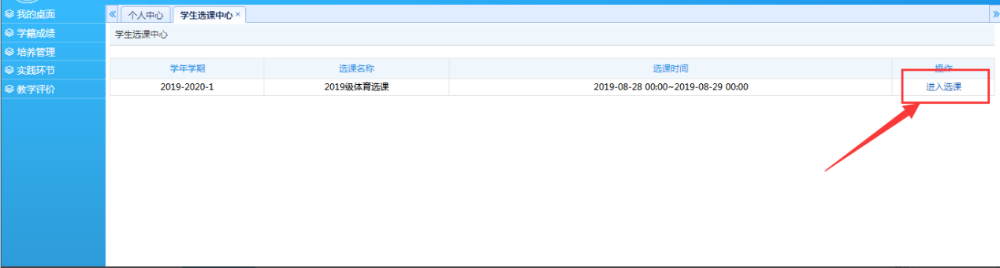 我的桌面
学籍成绩
培养管理
实践环节
教学评价
个人中心 学生选课中心 ×
学生选课中心
学年学期 选课名称 选课时间 操作
2019-2020-1 2019级体育选课 2019-08-28 00:00~2019-08-29 00:00 进入选课